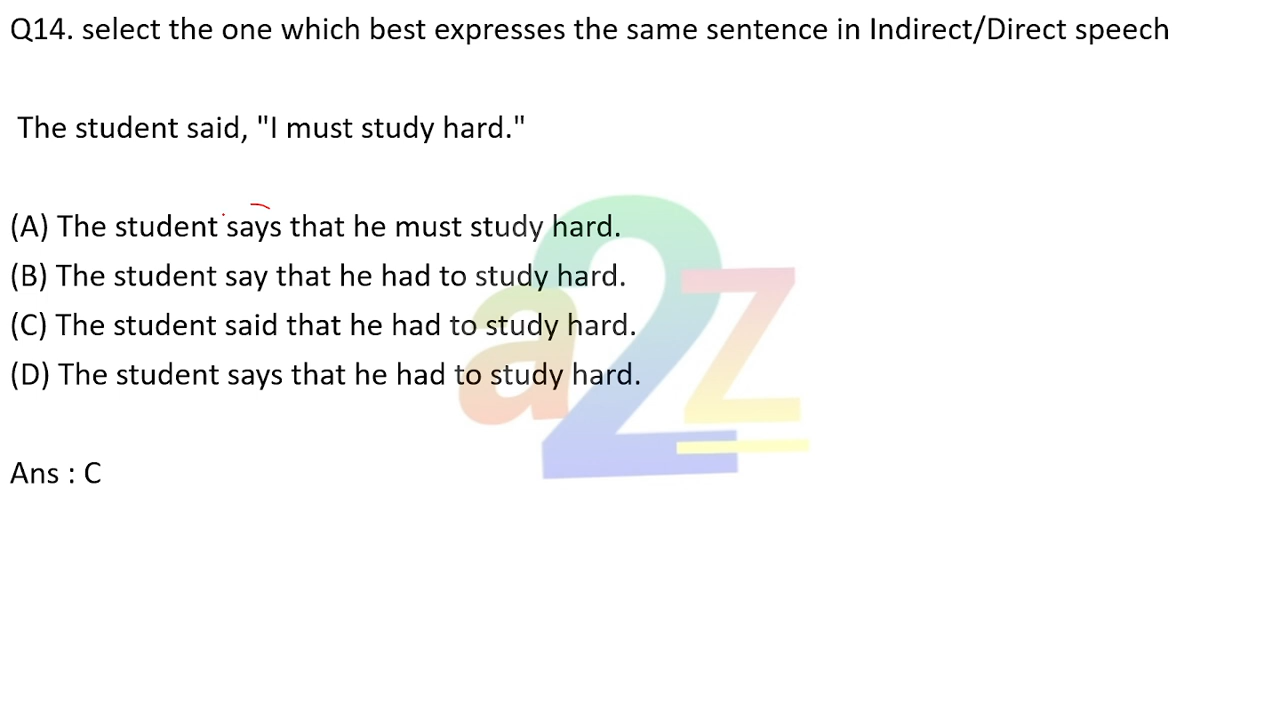 Q14. select the one which best expresses the same sentence in Indirect/Direct speech
The student said, "I must study hard."
(A) The student says that he must study hard.
(B) The student say that he had to study hard.
(C) The student said that he had to study hard.
(D) The student says that he had to study hard.
Ans : C
a2z